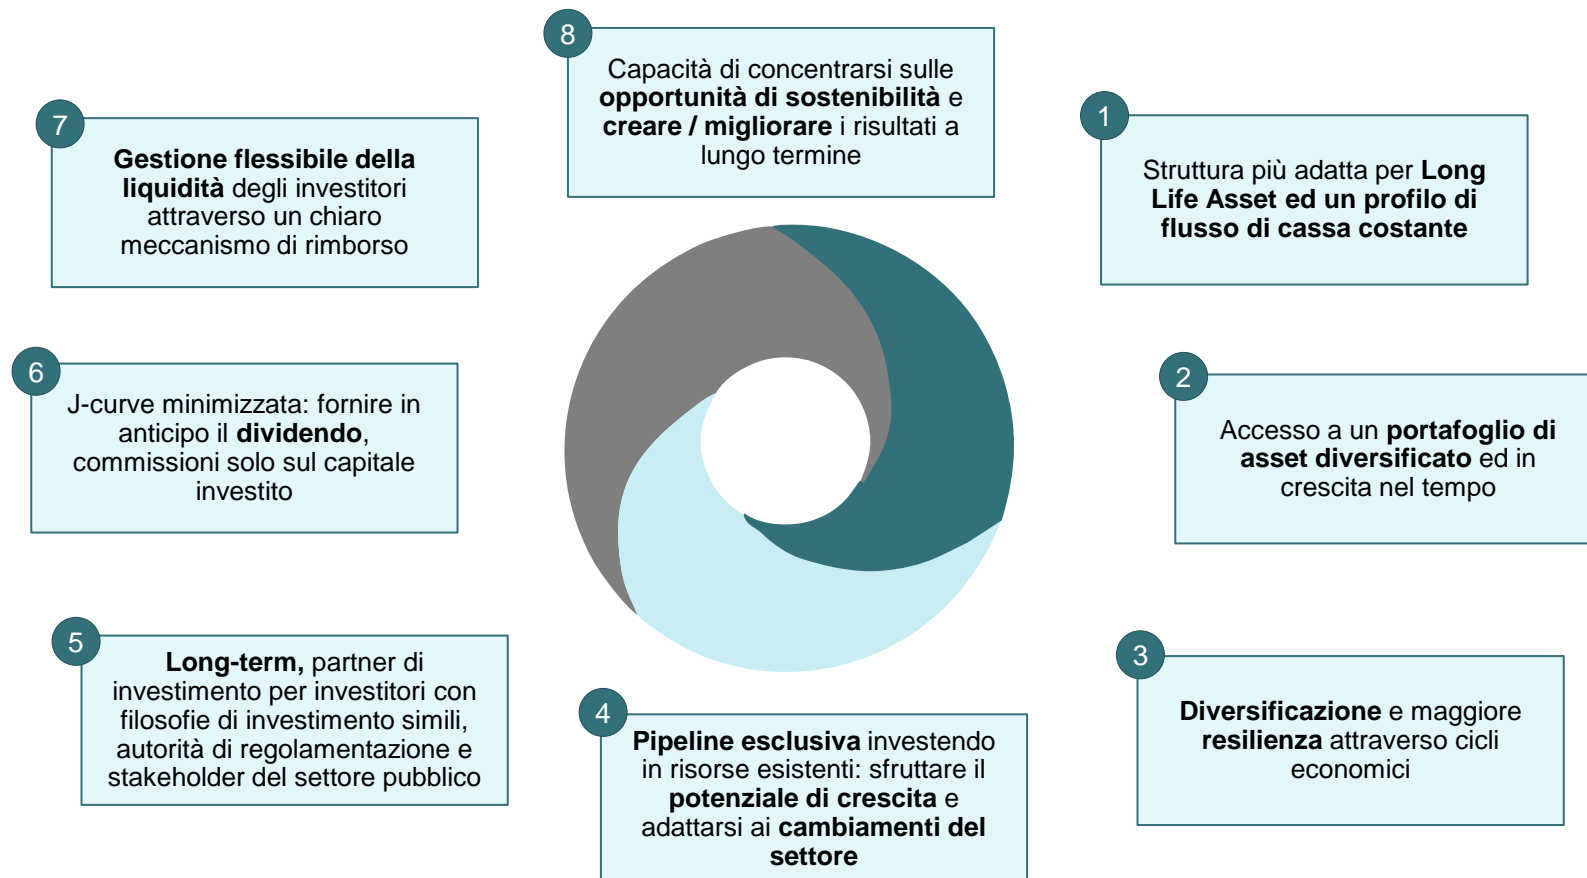 8
Capacità di concentrarsi sulle
opportunità di sostenibilità e
creare / migliorare i risultati a
lungo termine
7
Gestione flessibile della
liquidità degli investitori
attraverso un chiaro
meccanismo di rimborso
1
Struttura più adatta per Long
Life Asset ed un profilo di
flusso di cassa costante
6
J-curve minimizzata: fornire in
anticipo il dividendo,
commissioni solo sul capitale
investito
2
Accesso a un portafoglio di
asset diversificato ed in
crescita nel tempo
5
Long-term, partner di
investimento per investitori con
filosofie di investimento simili,
autorità di regolamentazione e
stakeholder del settore pubblico
4
Pipeline esclusiva investendo
in risorse esistenti: sfruttare il
potenziale di crescita e
adattarsi ai cambiamenti del
settore
3
Diversificazione e maggiore
resilienza attraverso cicli
economici